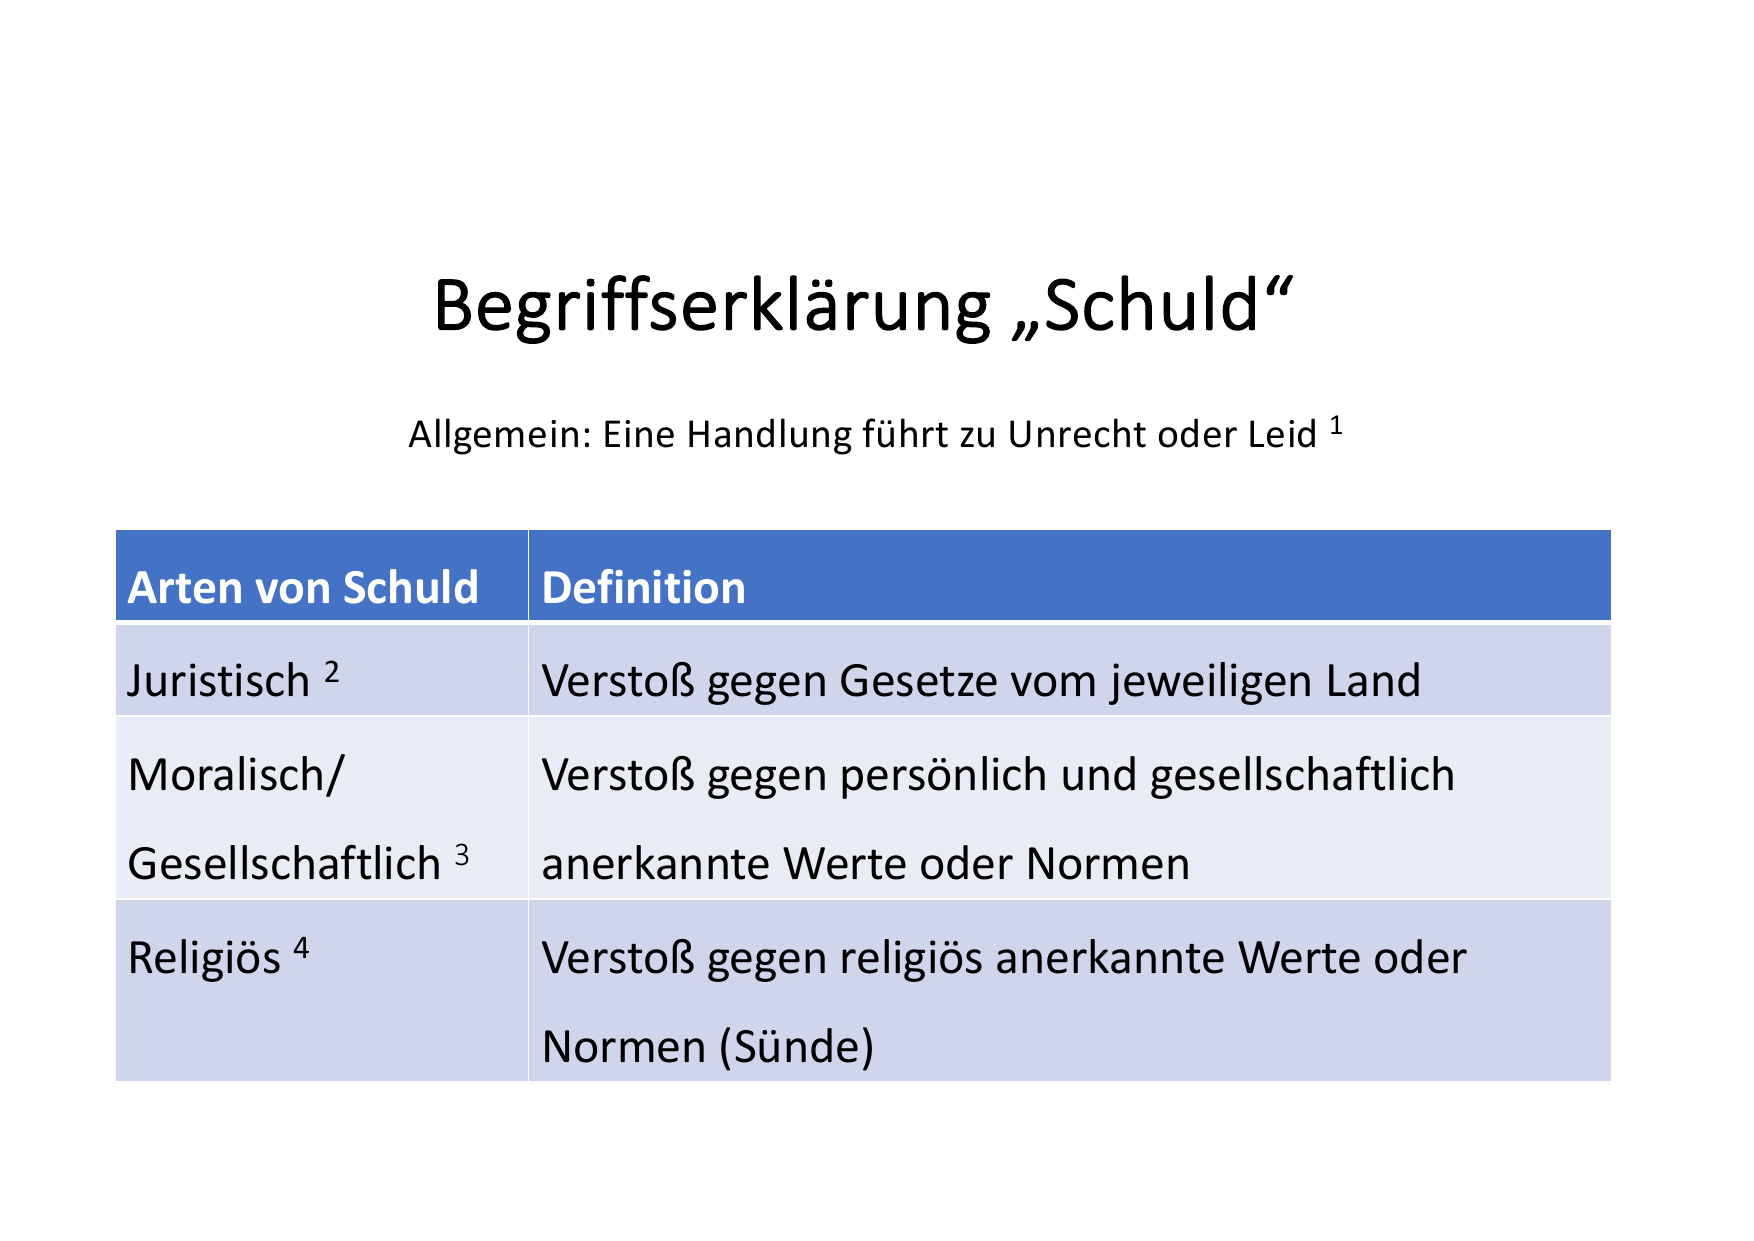 Begriffserklärung „Schuld“
Allgemein: Eine Handlung führt zu Unrecht oder Leid ¹
Arten von Schuld Definition
Juristisch ² Verstoß gegen Gesetze vom jeweiligen Land
Moralisch/ Verstoß gegen persönlich und gesellschaftlich
Gesellschaftlich ³ anerkannte Werte oder Normen
Religiös ⁴ Verstoß gegen religiös anerkannte Werte oder
Normen (Sünde)